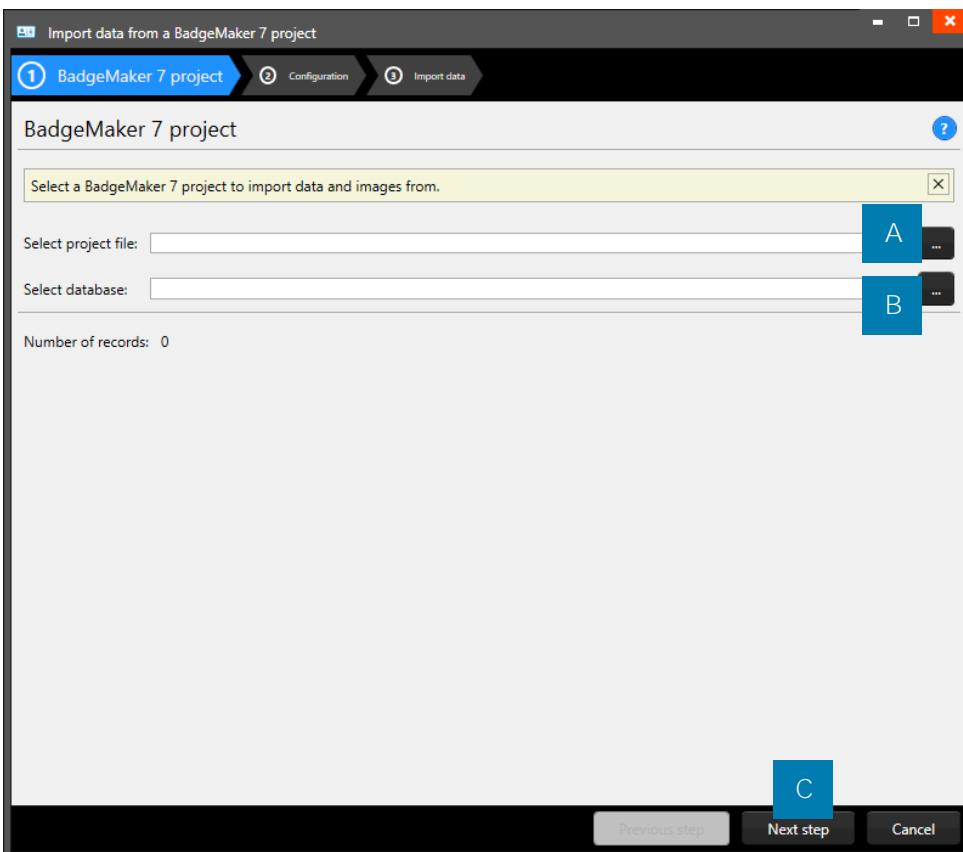 Import data from a BadgeMaker 7 project
1 BadgeMaker 7 project 2 Configuration 3 Import data
BadgeMaker 7 project ?
Select a BadgeMaker 7 project to import data and images from.
Select project file: A ...
Select database: B ...
Number of records: 0
C
Previous step Next step Cancel